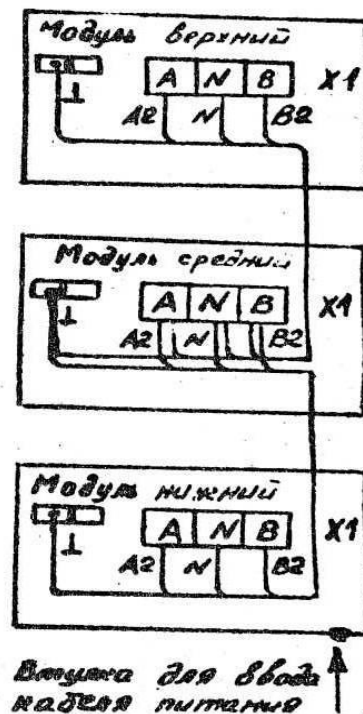 Модуль верхний
A N B X1
A2 N B2
Модуль средний
A N B X1
A2 N B2
Модуль нижний
A N B X1
A2 N B2
Втулка для ввода
кабеля питания